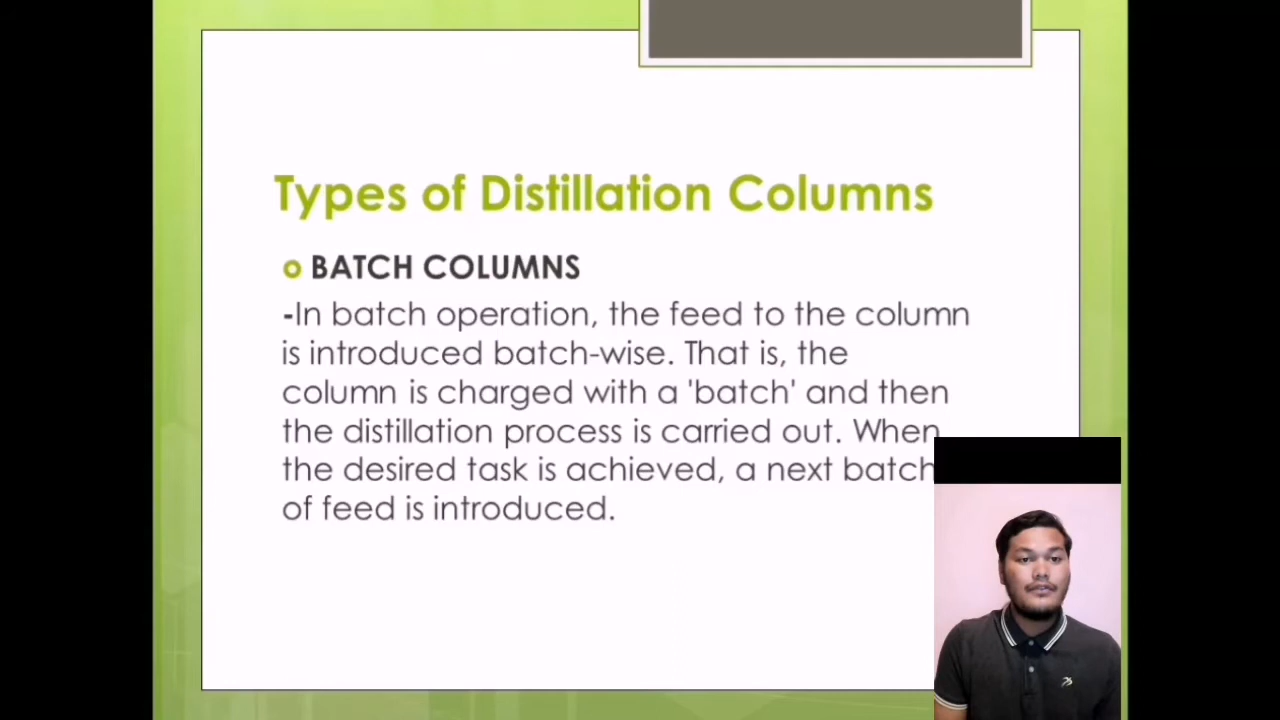 Types of Distillation Columns
BATCH COLUMNS
-In batch operation, the feed to the column
is introduced batch-wise. That is, the
column is charged with a 'batch' and then
the distillation process is carried out. When
the desired task is achieved, a next batch
of feed is introduced.